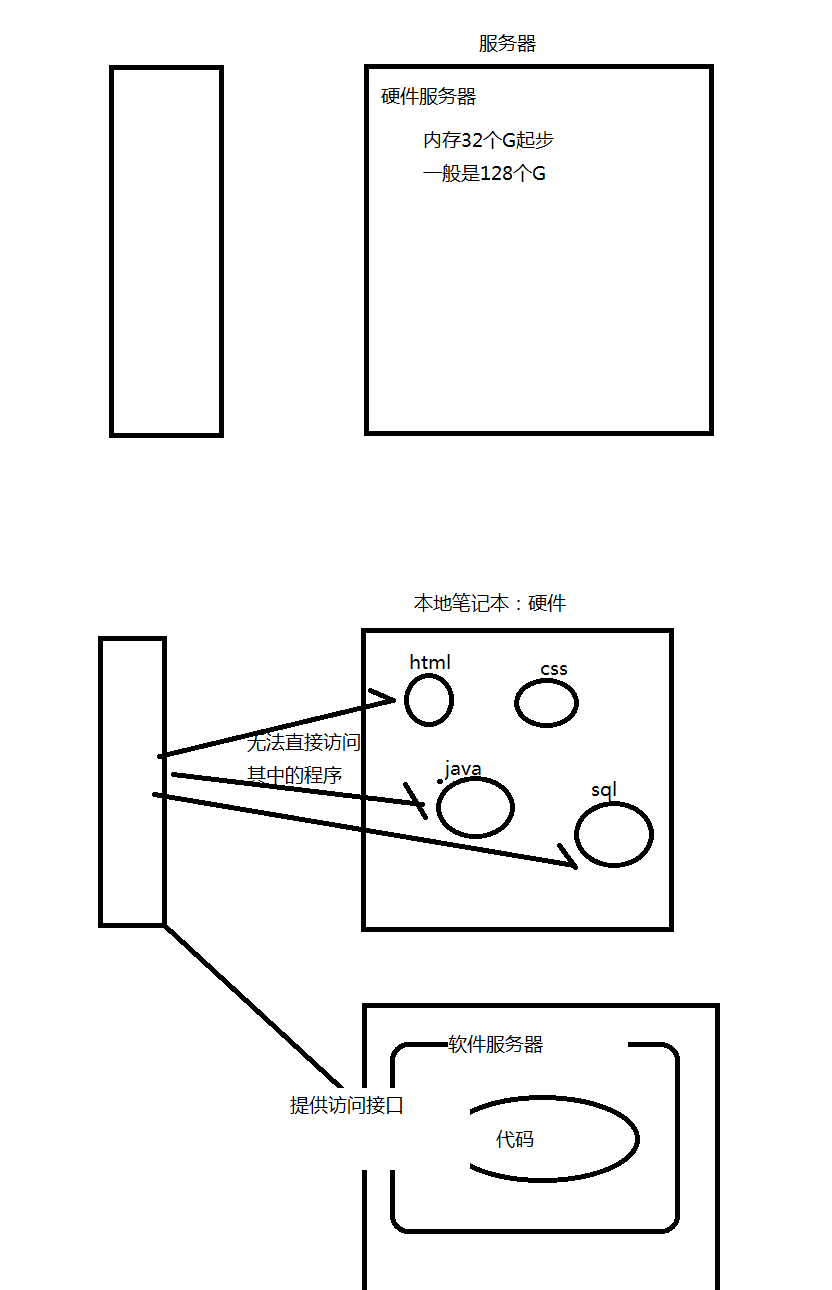 服务器
硬件服务器
内存32个G起步
一般是128个G
本地笔记本：硬件
html
css
无法直接访问
其中的程序
java
sql
软件服务器
提供访问接口
代码